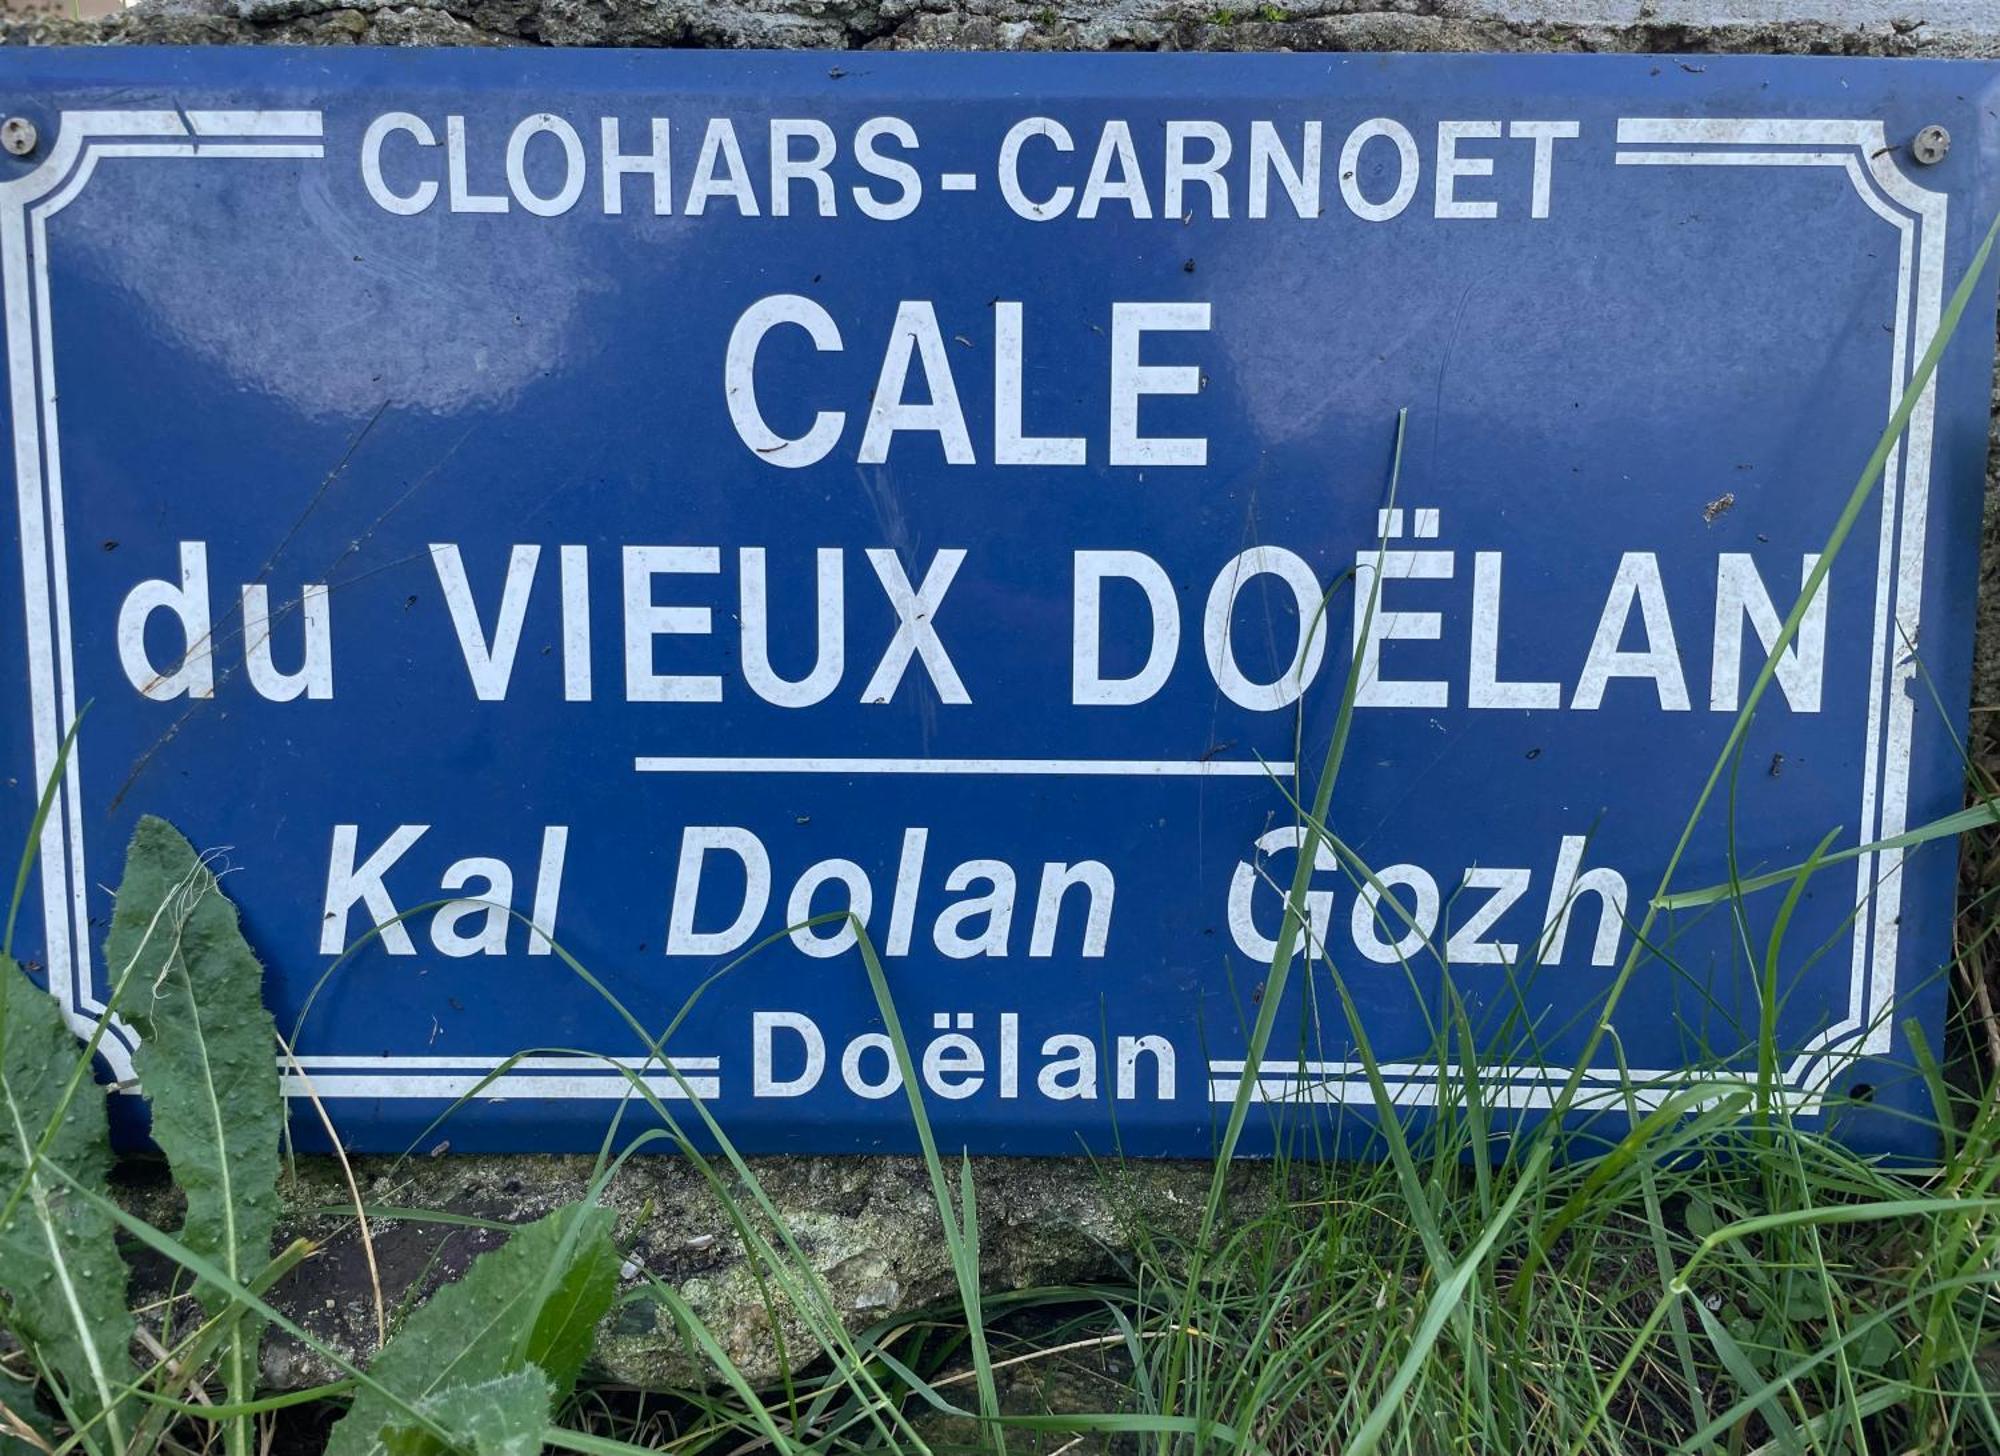 CLOHARS-CARNOET
CALE
du VIEUX DOËLAN
Kal Dolan Gozh
Doëlan